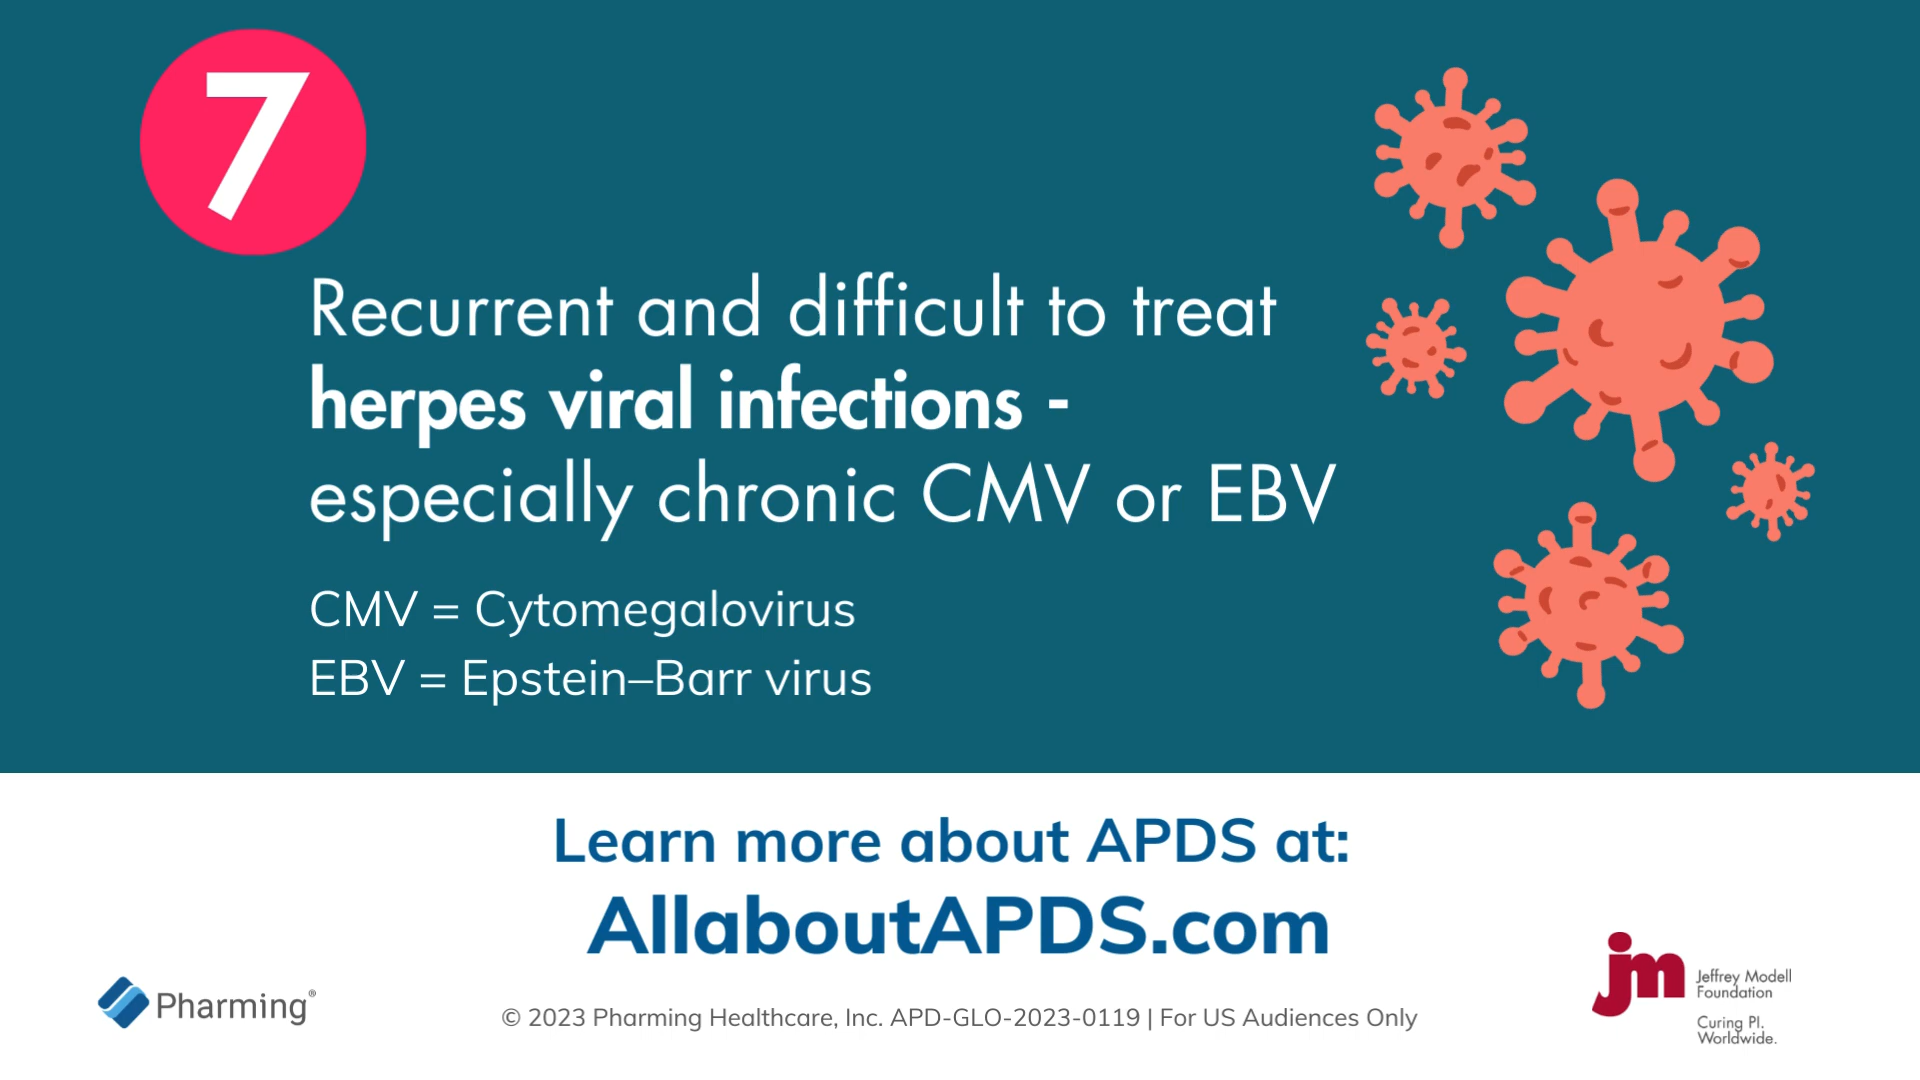 7
Recurrent and difficult to treat
herpes viral infections -
especially chronic CMV or EBV
CMV = Cytomegalovirus
EBV = Epstein–Barr virus
Learn more about APDS at:
AllaboutAPDS.com
Pharming®
© 2023 Pharming Healthcare, Inc. APD-GLO-2023-0119 | For US Audiences Only
jm
Jeffrey Modell
Foundation
Curing PI.
Worldwide.